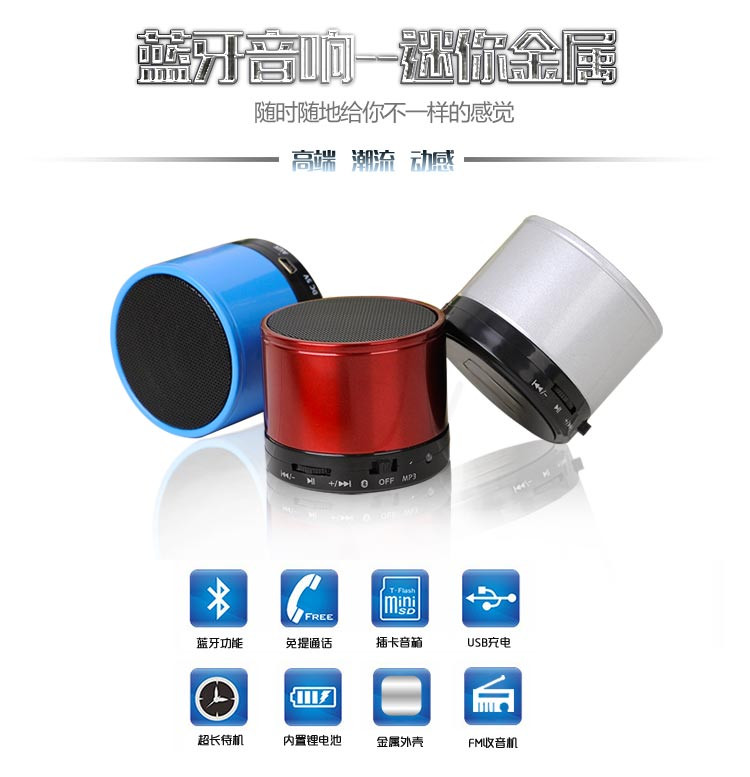 蓝牙音响--迷你金属
随时随地给你不一样的感觉
高端 潮流 动感
DC 5V
-/+ OFF MP3
FREE
T-Flash
mini
SD
蓝牙功能 免提通话 插卡音箱 USB充电
超长待机 内置锂电池 金属外壳 FM收音机